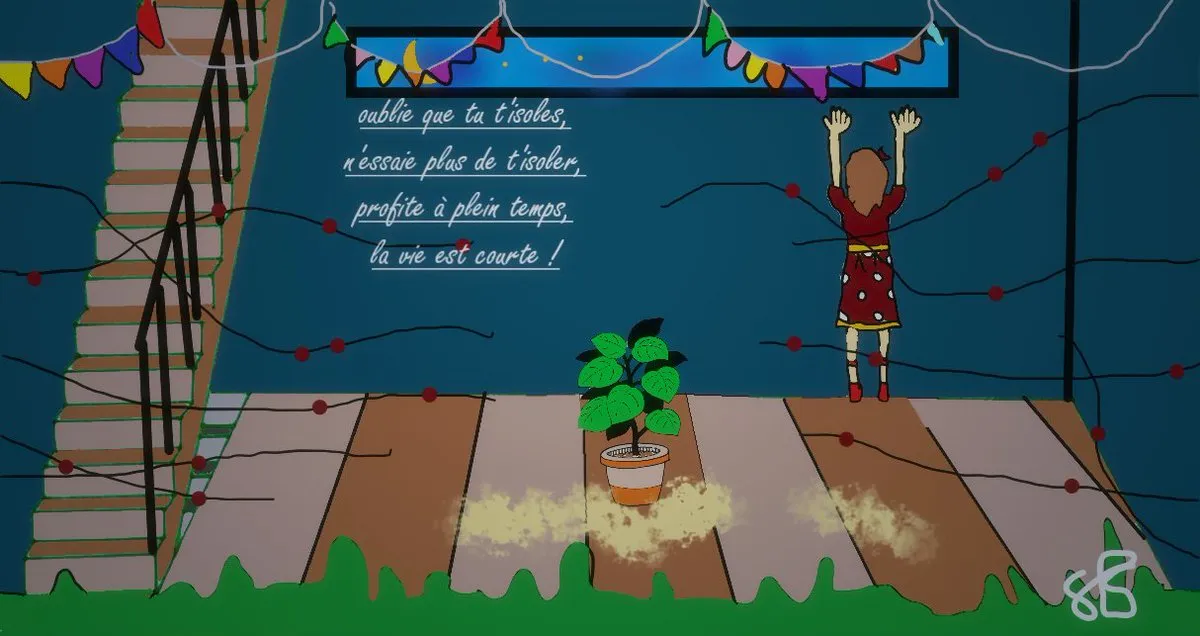 oublie que tu t'isoles,
n'essaie plus de t'isoler,
profite à plein temps,
la vie est courte !